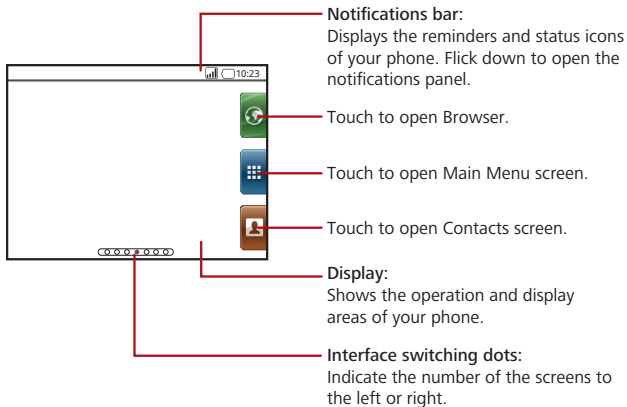 Notifications bar:
Displays the reminders and status icons
of your phone. Flick down to open the
notifications panel.
10:23
Touch to open Browser.
Touch to open Main Menu screen.
Touch to open Contacts screen.
Display:
Shows the operation and display
areas of your phone.
Interface switching dots:
Indicate the number of the screens to
the left or right.